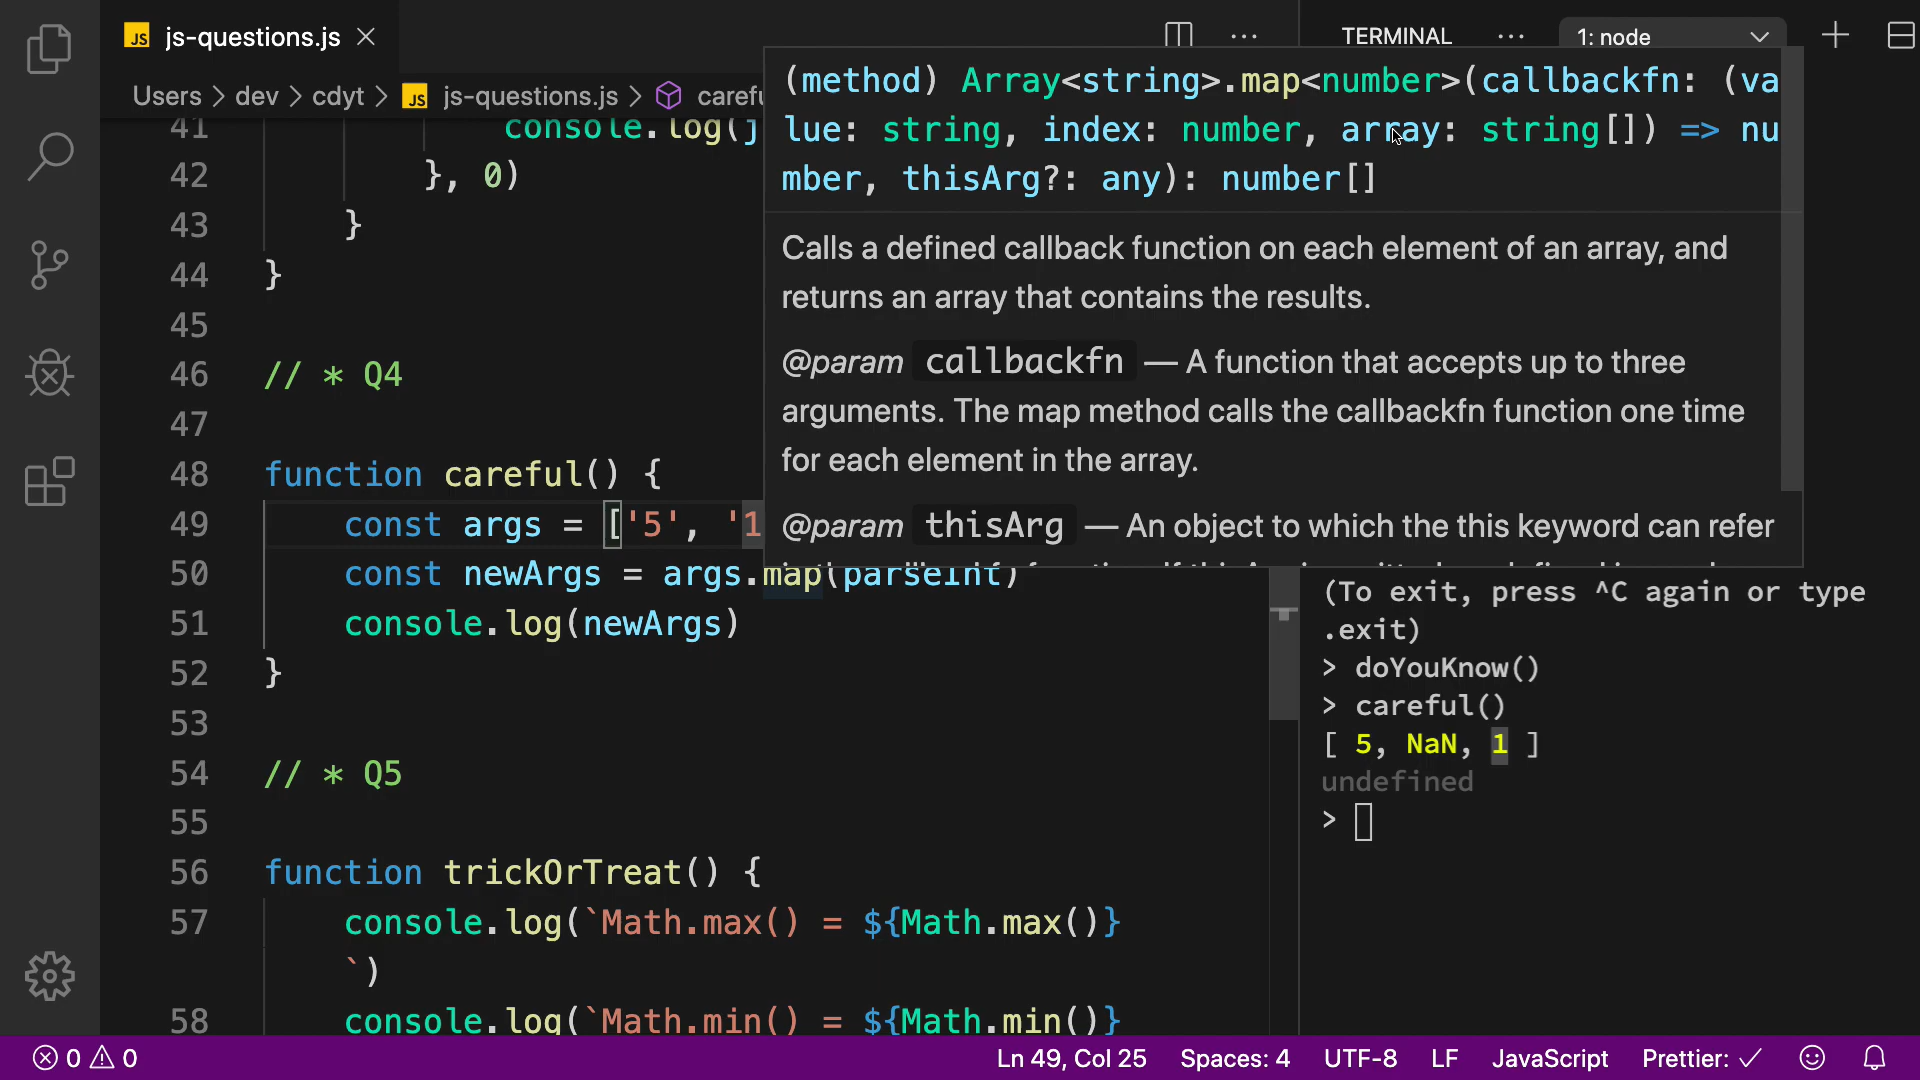 JS js-questions.js
TERMINAL
1: node
Users > dev > cdyt > JS js-questions.js >
(method) Array<string>.map<number>(callbackfn: (va
lue: string, index: number, array: string[]) => nu
mber, thisArg?: any): number[]
Calls a defined callback function on each element of an array, and
returns an array that contains the results.
@param callbackfn — A function that accepts up to three
arguments. The map method calls the callbackfn function one time
for each element in the array.
@param thisArg — An object to which the this keyword can refer
41 console.log(j
42 }, 0)
43 }
44 }
45
46 // * Q4
47
48 function careful() {
49 const args = ['5', '1
50 const newArgs = args.map(parseInt)
51 console.log(newArgs)
52 }
53
54 // * Q5
55
56 function trickOrTreat() {
57 console.log(`Math.max() = ${Math.max()}
`)
58 console.log(`Math.min() = ${Math.min()}
(To exit, press ^C again or type
.exit)
> doYouKnow()
> careful()
[ 5, NaN, 1 ]
undefined
>
0 0
Ln 49, Col 25 Spaces: 4 UTF-8 LF JavaScript Prettier: ✓